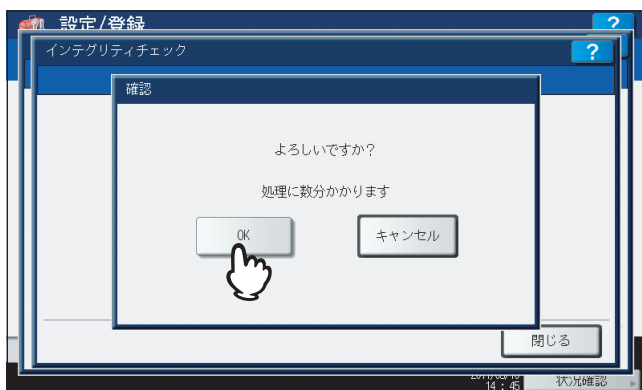 設定/登録
?
インテグリティチェック
?
確認
よろしいですか?
処理に数分かかります
OK
キャンセル
閉じる
14 : 45
状況確認